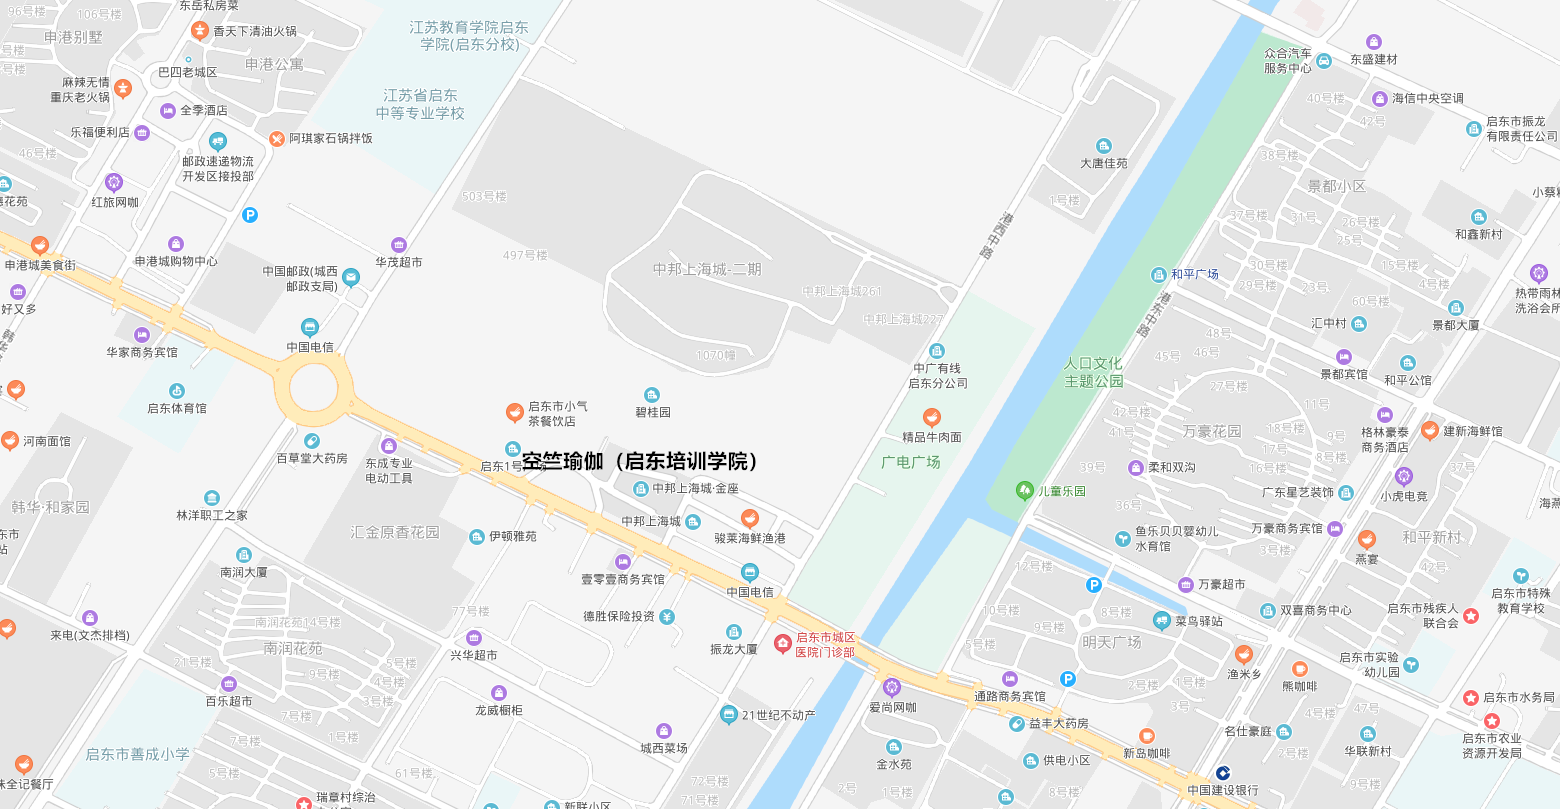 东岳私房菜
96号楼
106号楼
申港别墅
香天下清油火锅
江苏教育学院启东
学院(启东分校)
巴四老城区
申港公寓
麻辣无情
重庆老火锅
江苏省启东
中等专业学校
全季酒店
乐福便利店
阿琪家石锅拌饭
46号楼
邮政速递物流
开发区接投部
红旅网咖
P
申港城美食街
申港城购物中心
华茂超市
503号楼
497号楼
中国邮政(城西
邮政支局)
好又多
中国电信
华家商务宾馆
启东体育馆
中邦上海城-二期
中邦上海城261
中邦上海城227
1070幢
港西中路
众合汽车
服务中心
东盛建材
海信中央空调
40号楼
42号
启东市振龙
有限责任公司
大唐佳苑
1号楼
38号楼
景都小区
37号楼
31号
26号楼
25号
和鑫新村
30号楼
29号楼
23号
15号楼
4号楼
和平广场
港东中路
60号楼
汇中村
景都大厦
热带雨林
洗浴会所
48号
46号
45号
景都宾馆
和平公馆
27号楼
11号
人口文化
主题公园
中广有线
启东分公司
精品牛肉面
广电广场
碧桂园
启东市小气
茶餐饮店
启东1号
空竺瑜伽（启东培训学院）
中邦上海城·金座
中邦上海城
骏莱海鲜渔港
河南面馆
百草堂大药房
东成专业
电动工具
韩华·和家园
林洋职工之家
汇金原香花园
伊顿雅苑
壹零壹商务宾馆
中国电信
德胜保险投资
振龙大厦
启东市城区
医院门诊部
42号楼
41号
万豪花园
18号楼
17号
9号
8号楼
16号楼
39号
柔和双沟
36号
儿童乐园
格林豪泰
商务酒店
建新海鲜馆
37号
小虎电竞
广东星艺装饰
万豪商务宾馆
3号楼
燕宴
和平新村
42号
鱼乐贝贝婴幼儿
水育馆
12号楼
P
万豪超市
启东市特殊
教育学校
双喜商务中心
启东市残疾人
联合会
10号楼
9号楼
8号楼
菜鸟驿站
5号楼
明天广场
启东市实验
幼儿园
渔米乡
熊咖啡
启东市水务局
通路商务宾馆
P
2号楼
1号楼
3号
爱尚网咖
益丰大药房
4号楼
47号
名仕豪庭
2号楼
华联新村
启东市农业
资源开发局
新岛咖啡
供电小区
金水苑
中国建设银行
9号楼
2号
1号楼
南润大厦
南润花苑14号楼
南润花苑
77号楼
来电(文杰排档)
21号楼
9号楼
4号楼
3号楼
兴华超市
百乐超市
7号楼
龙威橱柜
1号楼
21世纪不动产
城西菜场
启东市善成小学
7号楼
5号楼
61号楼
72号楼
71号楼
瑞章村综治
新联小区